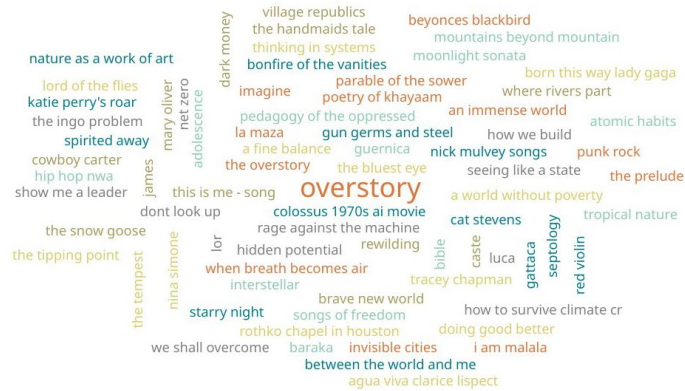 village republics
the handmaids tale
thinking in systems
bonfire of the vanities
dark money
beyonces blackbird
mountains beyond mountain
moonlight sonata
nature as a work of art
born this way lady gaga
lord of the flies
katie perry's roar
the ingo problem
spirited away
mary oliver
net zero
adolescence
imagine
parable of the sower
poetry of khayaam
where rivers part
an immense world
pedagogy of the oppressed
atomic habits
la maza
gun germs and steel
how we build
a fine balance
guernica
nick mulvey songs
punk rock
cowboy carter
hip hop nwa
show me a leader
james
the overstory
the bluest eye
seeing like a state
the prelude
this is me - song
overstory
a world without poverty
dont look up
colossus 1970s ai movie
cat stevens
tropical nature
the snow goose
rage against the machine
the tipping point
lor
hidden potential
rewilding
bible
caste
luca
gattaca
septology
red violin
the tempest
nina simone
when breath becomes air
interstellar
tracey chapman
brave new world
starry night
songs of freedom
how to survive climate cr
rothko chapel in houston
doing good better
we shall overcome
baraka
invisible cities
i am malala
between the world and me
agua viva clarice lispect